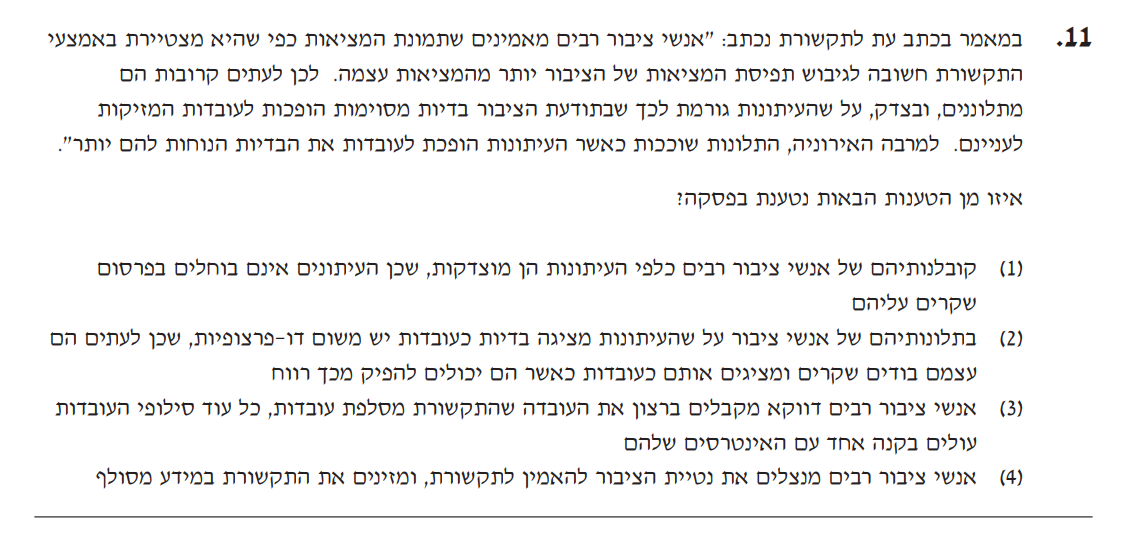 11. במאמר בכתב עת לתקשורת נכתב: "אנשי ציבור רבים מאמינים שתמונת המציאות כפי שהיא מצטיירת באמצעי
התקשורת חשובה לגיבוש תפיסת המציאות של הציבור יותר מהמציאות עצמה. לכן לעתים קרובות הם
מתלוננים, ובצדק, על שהעיתונות גורמת לכך שבתודעת הציבור בדיות מסוימות הופכות לעובדות המזיקות
לעניינם. למרבה האירוניה, התלונות שוככות כאשר העיתונות הופכת לעובדות את הבדיות הנוחות להם יותר".
איזו מן הטענות הבאות נטענת בפסקה?
(1) קובלנותיהם של אנשי ציבור רבים כלפי העיתונות הן מוצדקות, שכן העיתונים אינם בוחלים בפרסום
שקרים עליהם
(2) בתלונותיהם של אנשי ציבור על שהעיתונות מציגה בדיות כעובדות יש משום דו-פרצופיות, שכן לעתים הם
עצמם בודים שקרים ומציגים אותם כעובדות כאשר הם יכולים להפיק מכך רווח
(3) אנשי ציבור רבים דווקא מקבלים ברצון את העובדה שהתקשורת מסלפת עובדות, כל עוד סילופי העובדות
עולים בקנה אחד עם האינטרסים שלהם
(4) אנשי ציבור רבים מנצלים את נטיית הציבור להאמין לתקשורת, ומזינים את התקשורת במידע מסולף